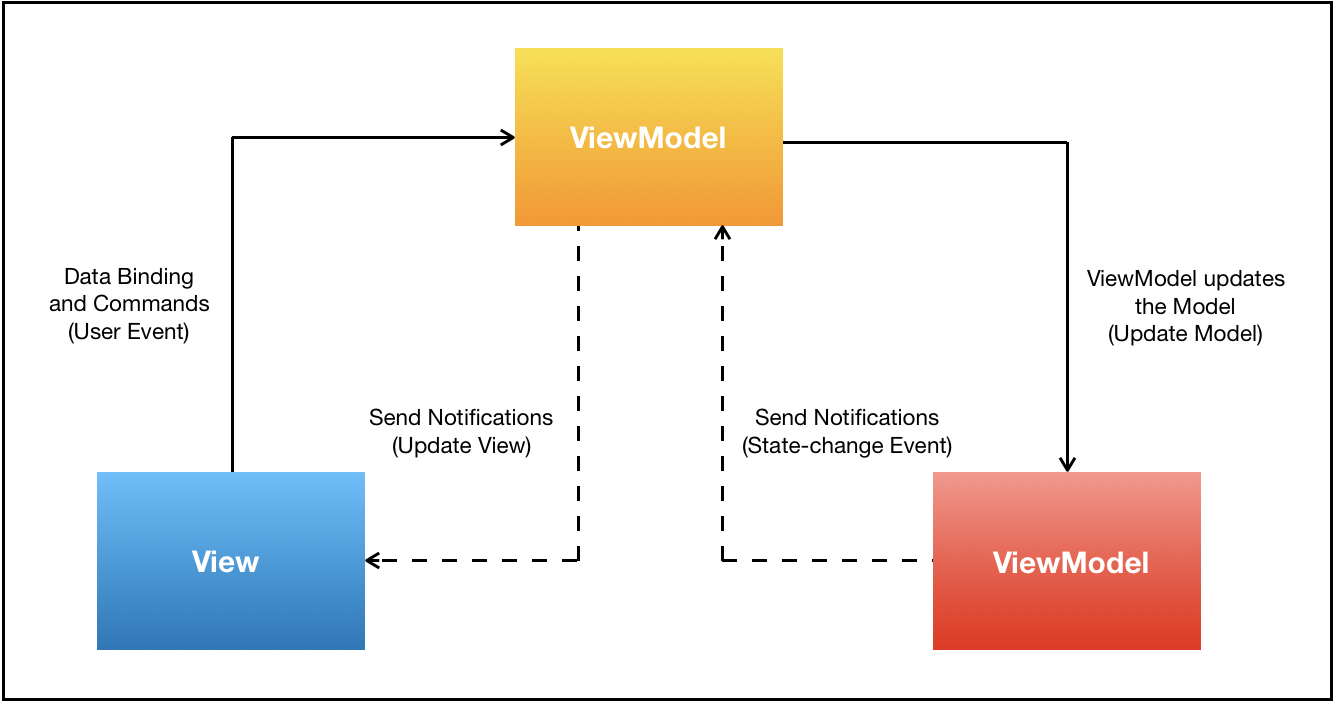 ViewModel
Data Binding
and Commands
(User Event)
ViewModel updates
the Model
(Update Model)
Send Notifications
(Update View)
Send Notifications
(State-change Event)
View
ViewModel